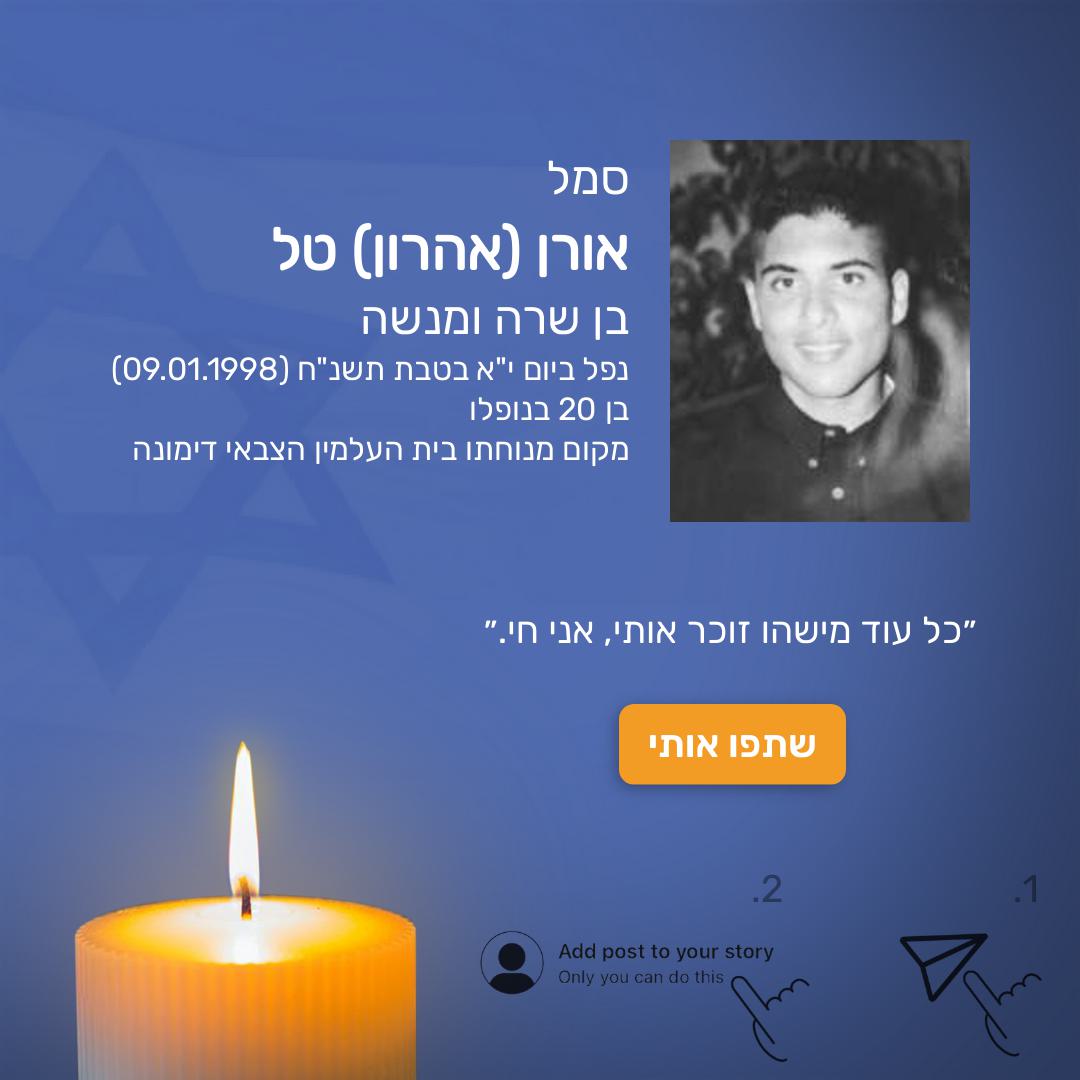 סמל
אורן (אהרון) טל
בן שרה ומנשה
נפל ביום י"א בטבת תשנ"ח (09.01.1998)
בן 20 בנופלו
מקום מנוחתו בית העלמין הצבאי דימונה
״כל עוד מישהו זוכר אותי, אני חי.״
שתפו אותי
1.
2.
Add post to your story
Only you can do this